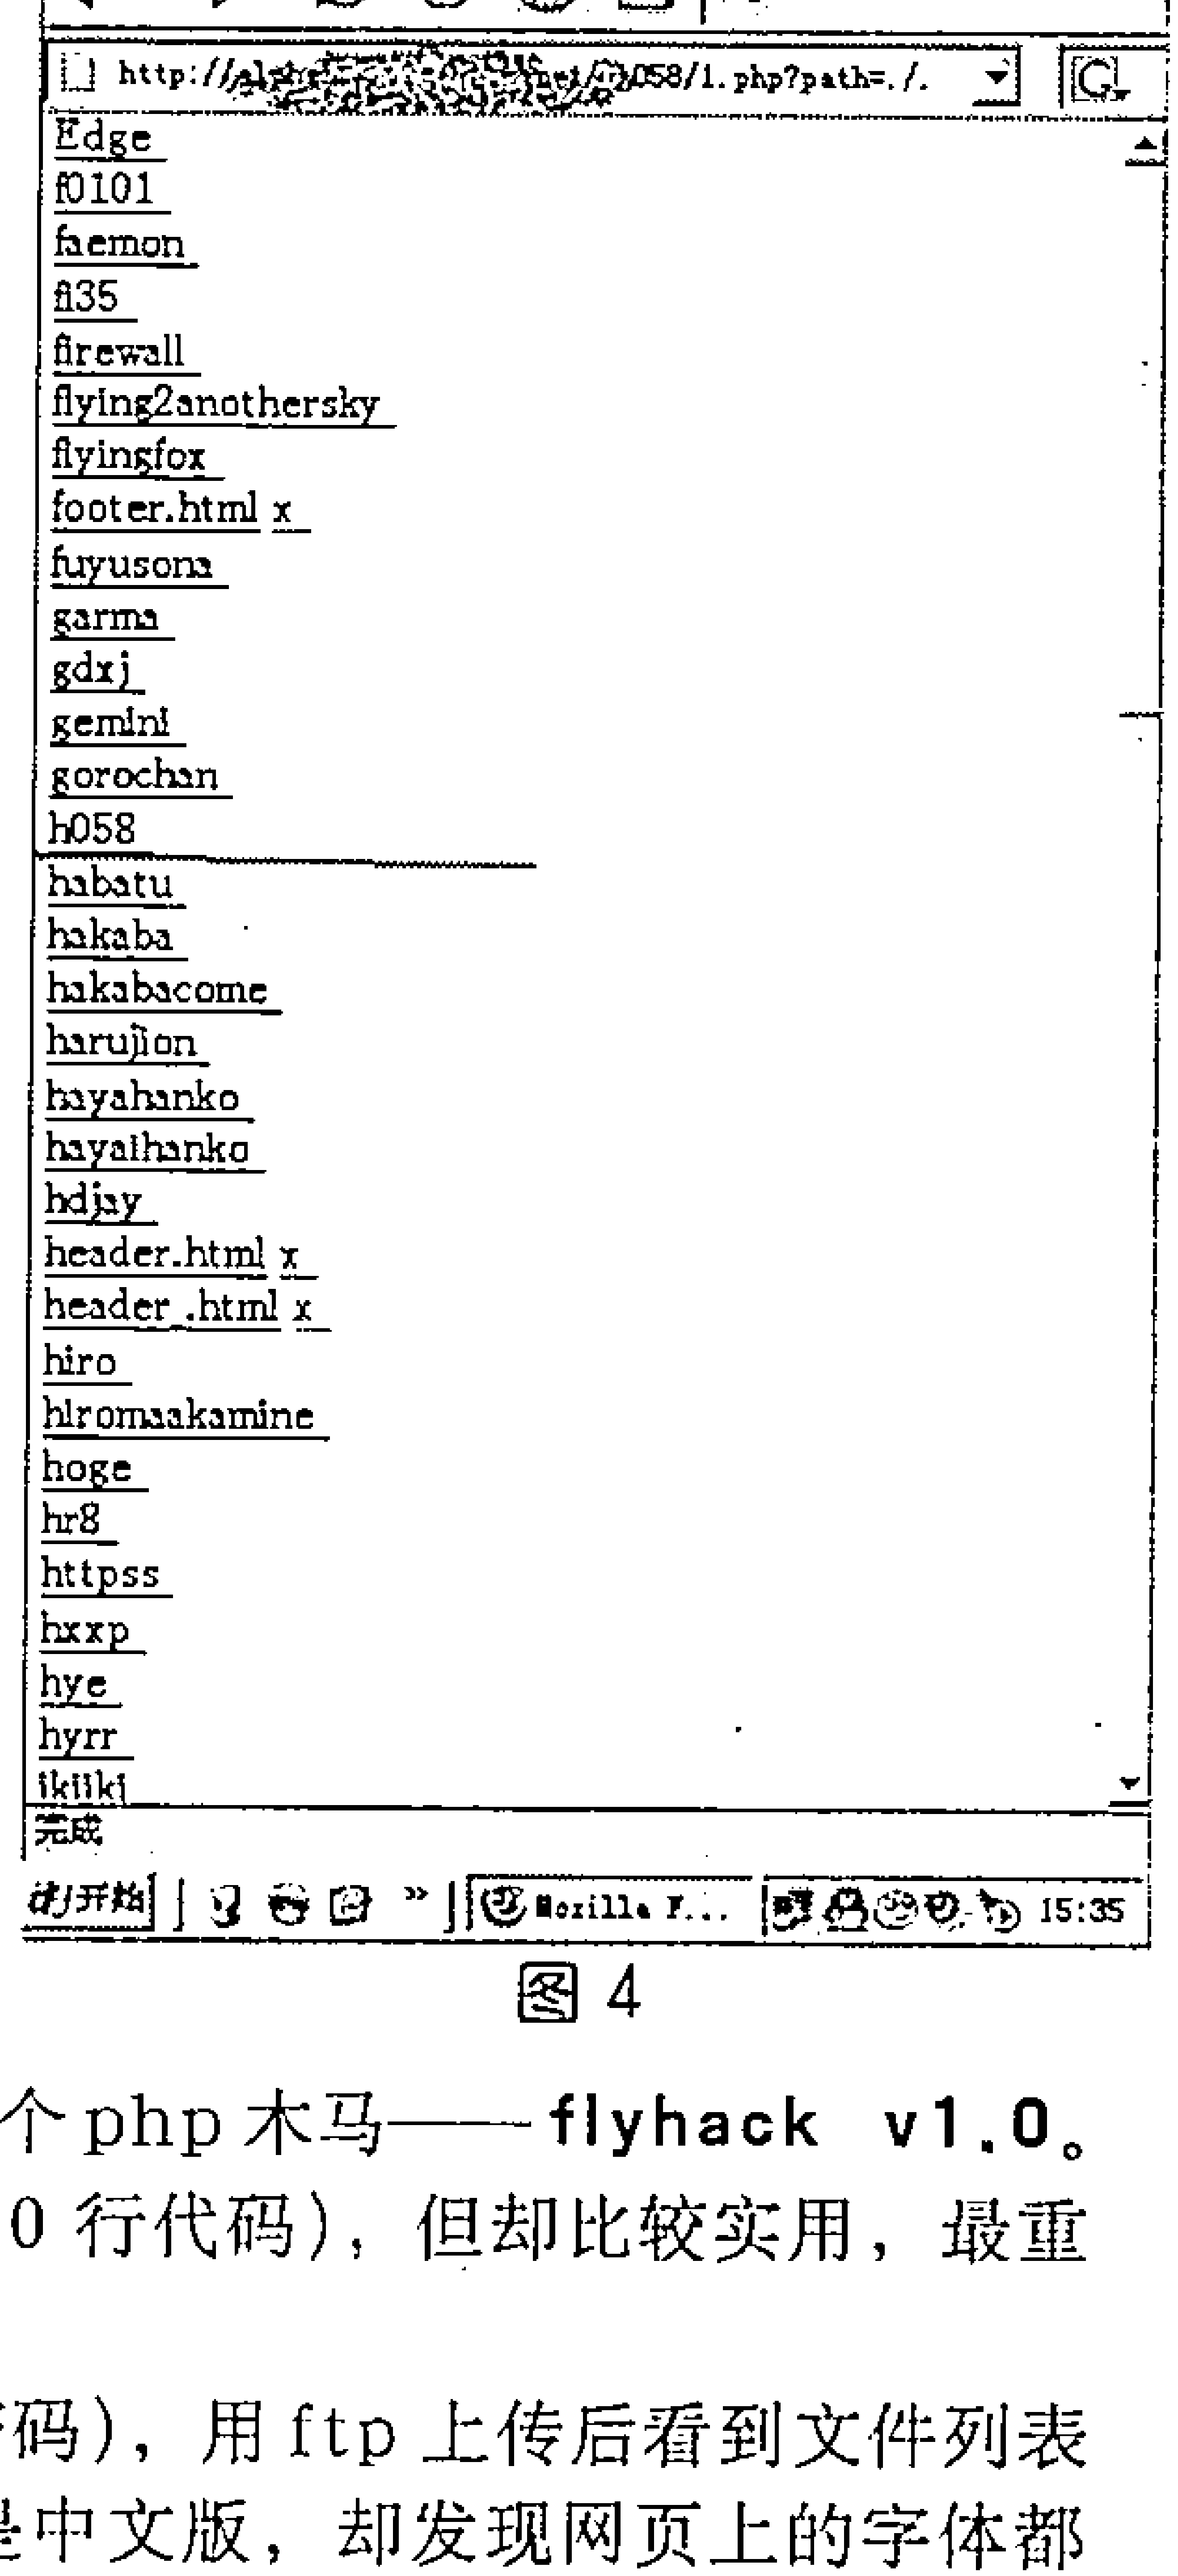 http:// 058/1.php?path=./.
Edge
f0101
faemon
fi35
firewall
flying2anothersky
flyingfox
footer.html x
fuyusona
garma
gdxj
gemini
gorochan
h058
habatu
hakaba
hakabacome
harujion
hayahanko
hayaihanko
hdjay
header.html x
header_.html x
hiro
hiromaakamine
hoge
hr8
httpss
hxxp
hye
hyrr
ikiiki
完成
开始 » Mozilla F... 15:35
图 4
个 php 木马——flyhack v1.0。
0 行代码), 但却比较实用, 最重
码), 用 ftp 上传后看到文件列表
是中文版, 却发现网页上的字体都